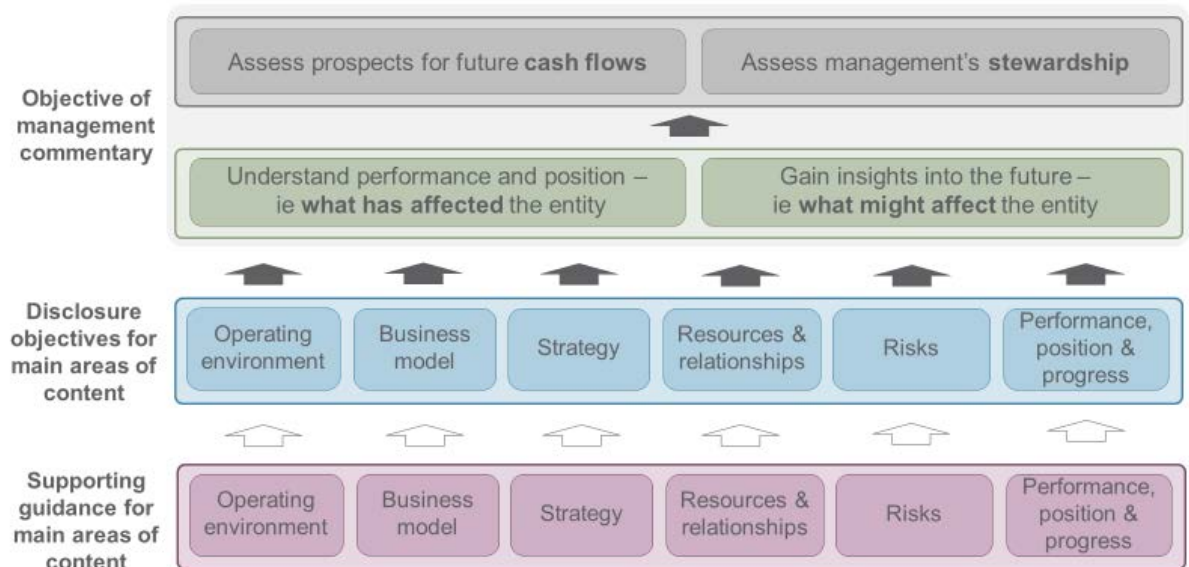 Objective of
management
commentary
Assess prospects for future cash flows
Assess management's stewardship
Understand performance and position –
ie what has affected the entity
Gain insights into the future –
ie what might affect the entity
Disclosure
objectives for
main areas of
content
Operating
environment
Business
model
Strategy
Resources &
relationships
Risks
Performance,
position &
progress
Supporting
guidance for
main areas of
content
Operating
environment
Business
model
Strategy
Resources &
relationships
Risks
Performance,
position &
progress